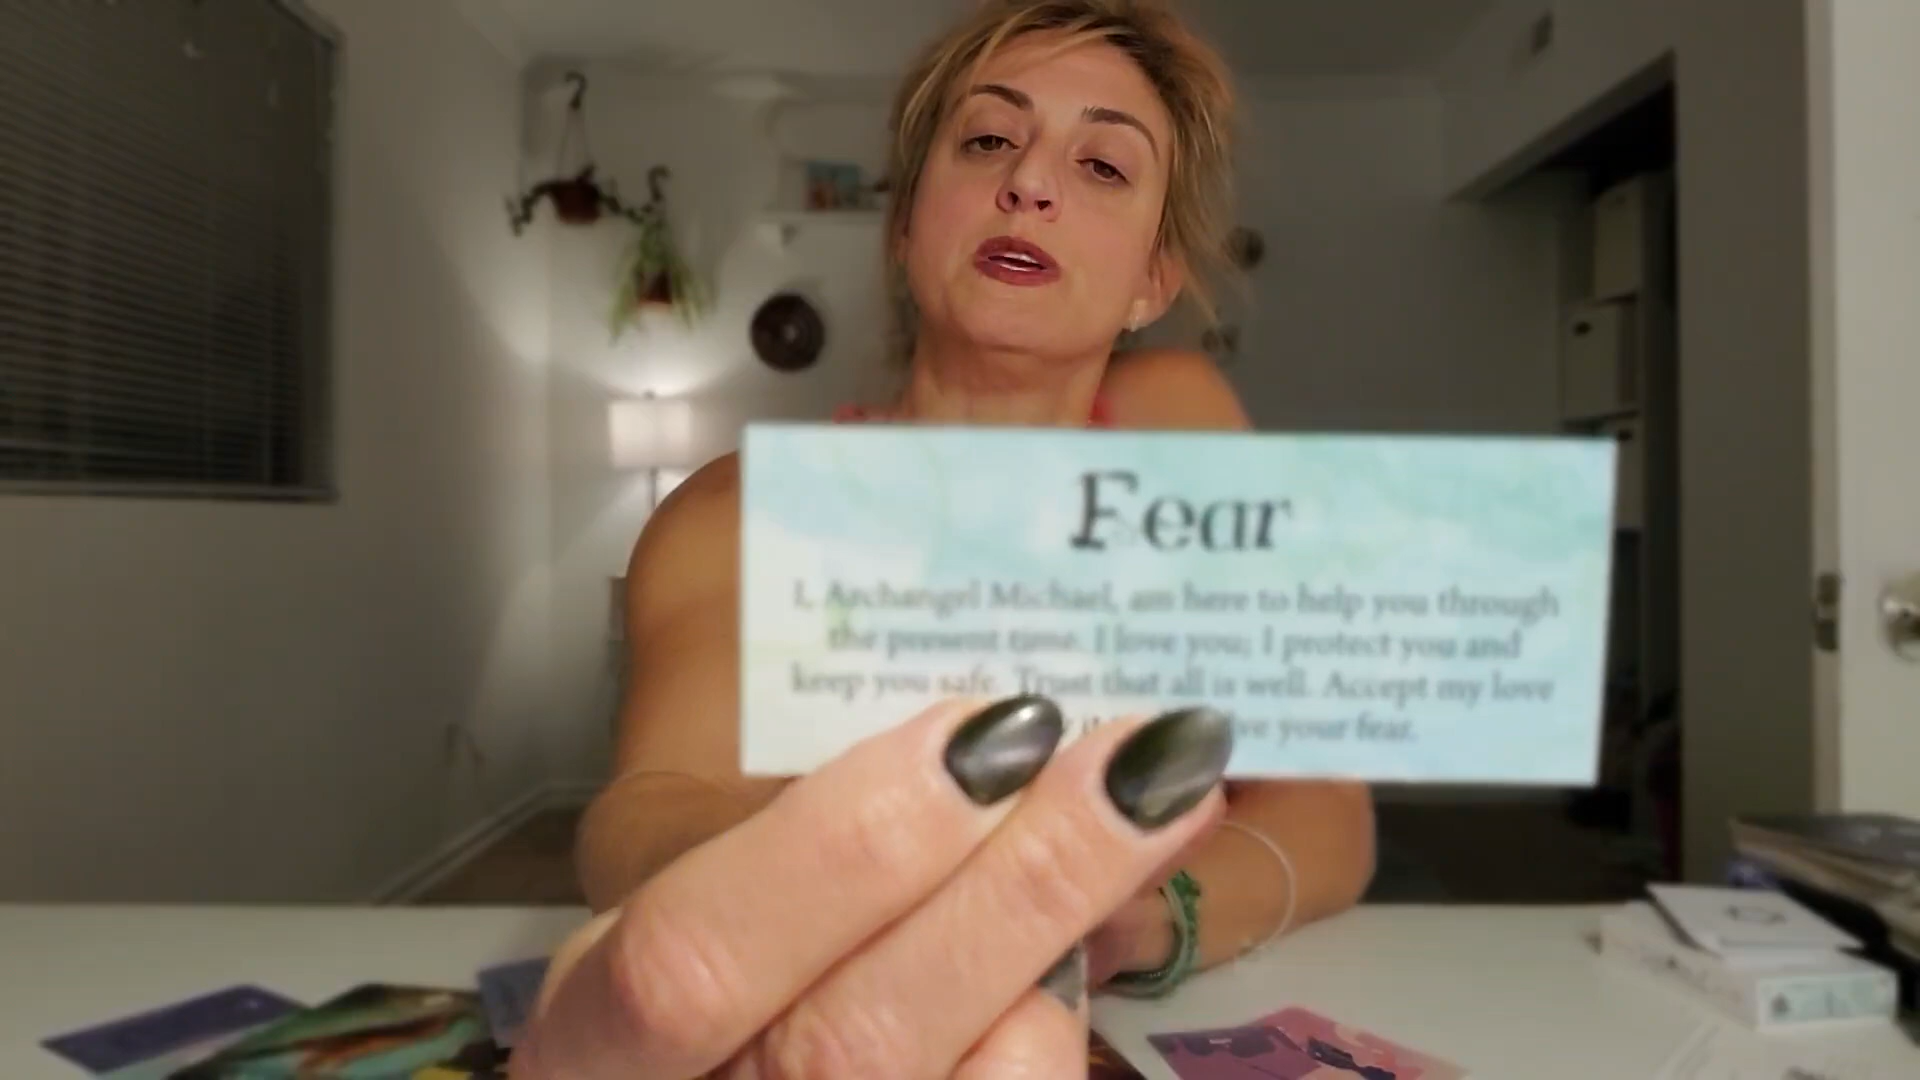 Fear
I, Archangel Michael, am here to help you through
the present time. I love you; I protect you and
keep you safe. Trust that all is well. Accept my love
your fear.